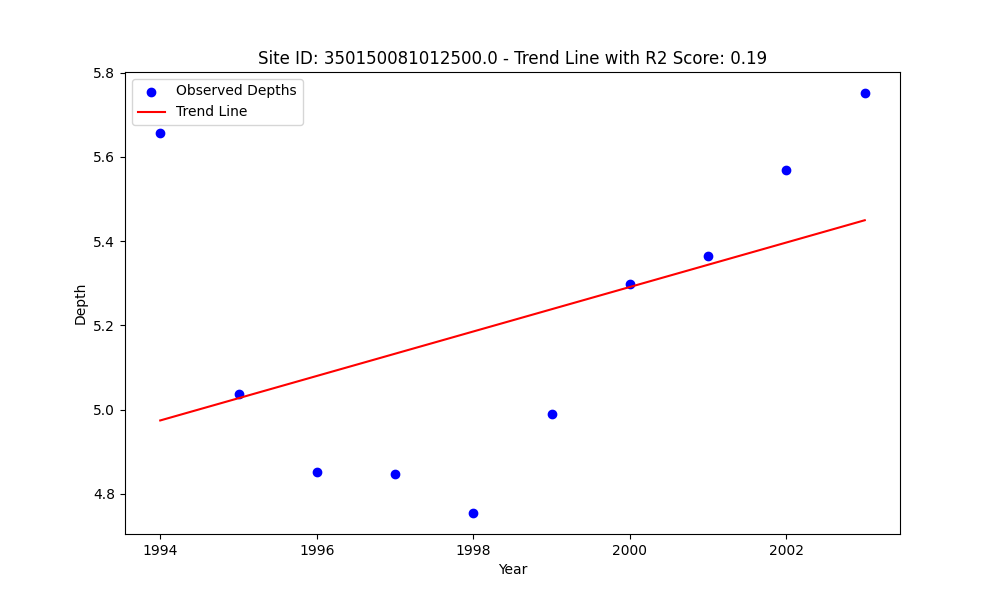 Site ID: 350150081012500.0 - Trend Line with R2 Score: 0.19
Observed Depths
Trend Line
5.8
5.6
5.4
5.2
5.0
4.8
Depth
1994
1996
1998
2000
2002
Year